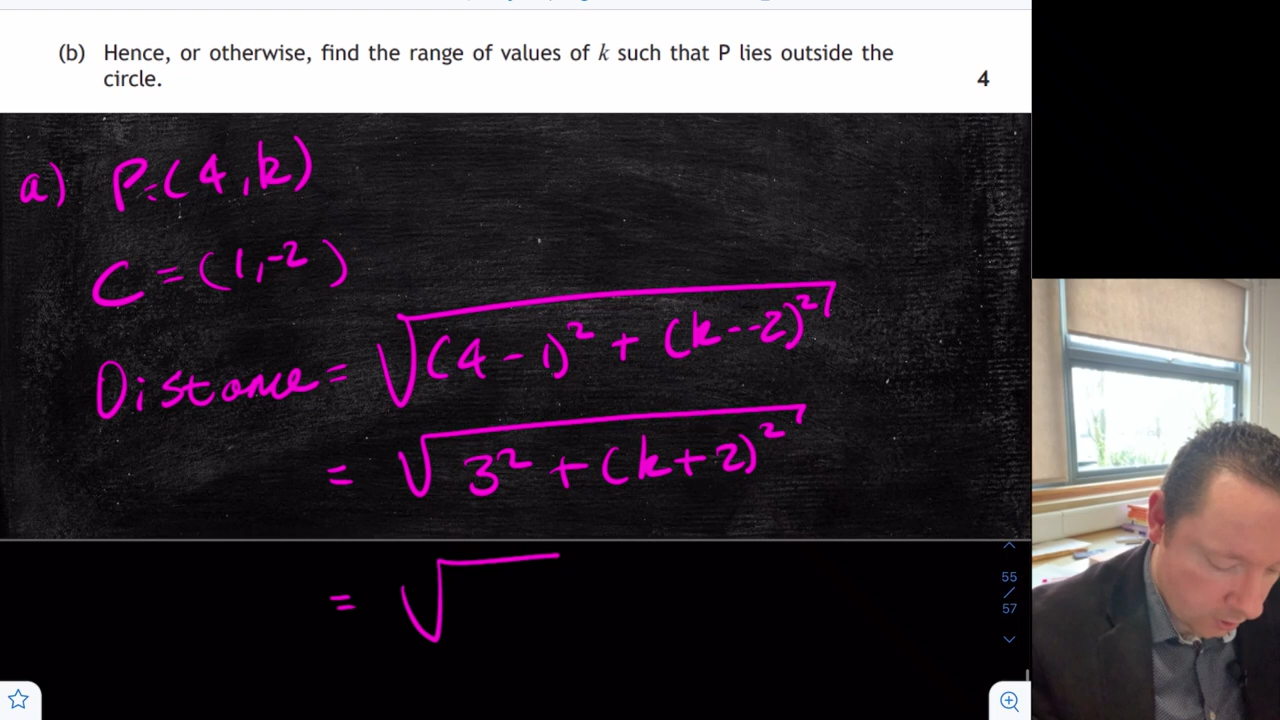 (b) Hence, or otherwise, find the range of values of k such that P lies outside the
circle. 4
a) P=(4,k)
C = (1,-2)
Distance = √(4-1)² + (k--2)²
= √3² + (k+2)²
= √
55
/
57